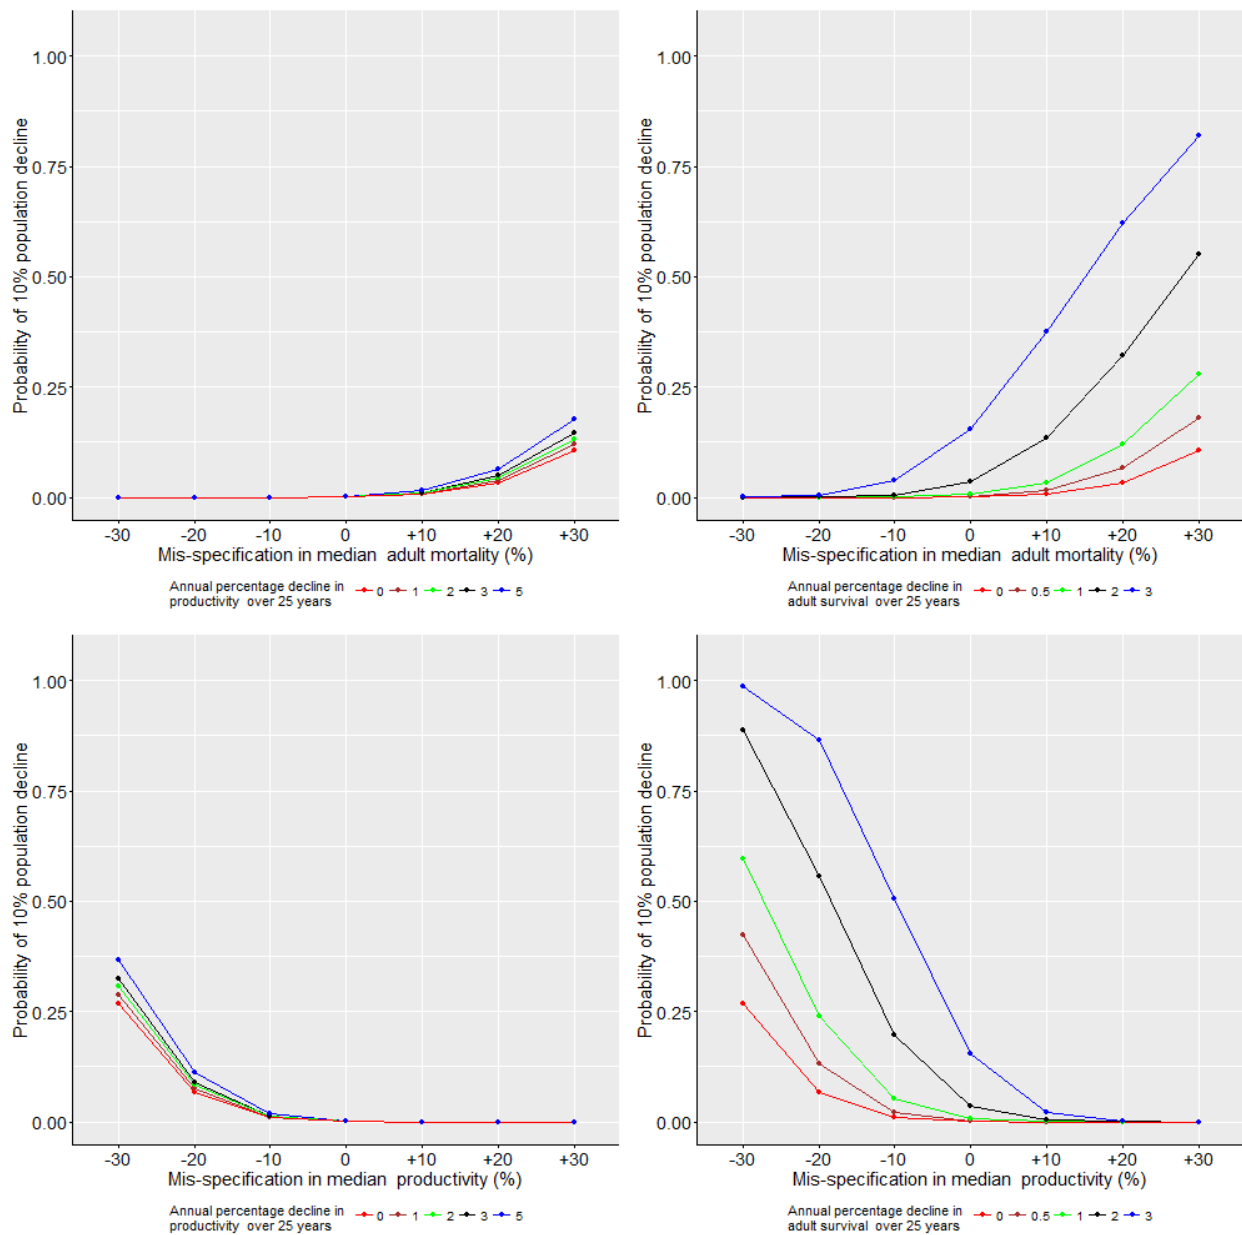 Probability of 10% population decline
1.00
0.75
0.50
0.25
0.00
-30 -20 -10 0 +10 +20 +30
Mis-specification in median adult mortality (%)
Annual percentage decline in
productivity over 25 years
0 1 2 3 5
Probability of 10% population decline
1.00
0.75
0.50
0.25
0.00
-30 -20 -10 0 +10 +20 +30
Mis-specification in median adult mortality (%)
Annual percentage decline in
adult survival over 25 years
0 0.5 1 2 3
Probability of 10% population decline
1.00
0.75
0.50
0.25
0.00
-30 -20 -10 0 +10 +20 +30
Mis-specification in median productivity (%)
Annual percentage decline in
productivity over 25 years
0 1 2 3 5
Probability of 10% population decline
1.00
0.75
0.50
0.25
0.00
-30 -20 -10 0 +10 +20 +30
Mis-specification in median productivity (%)
Annual percentage decline in
adult survival over 25 years
0 0.5 1 2 3